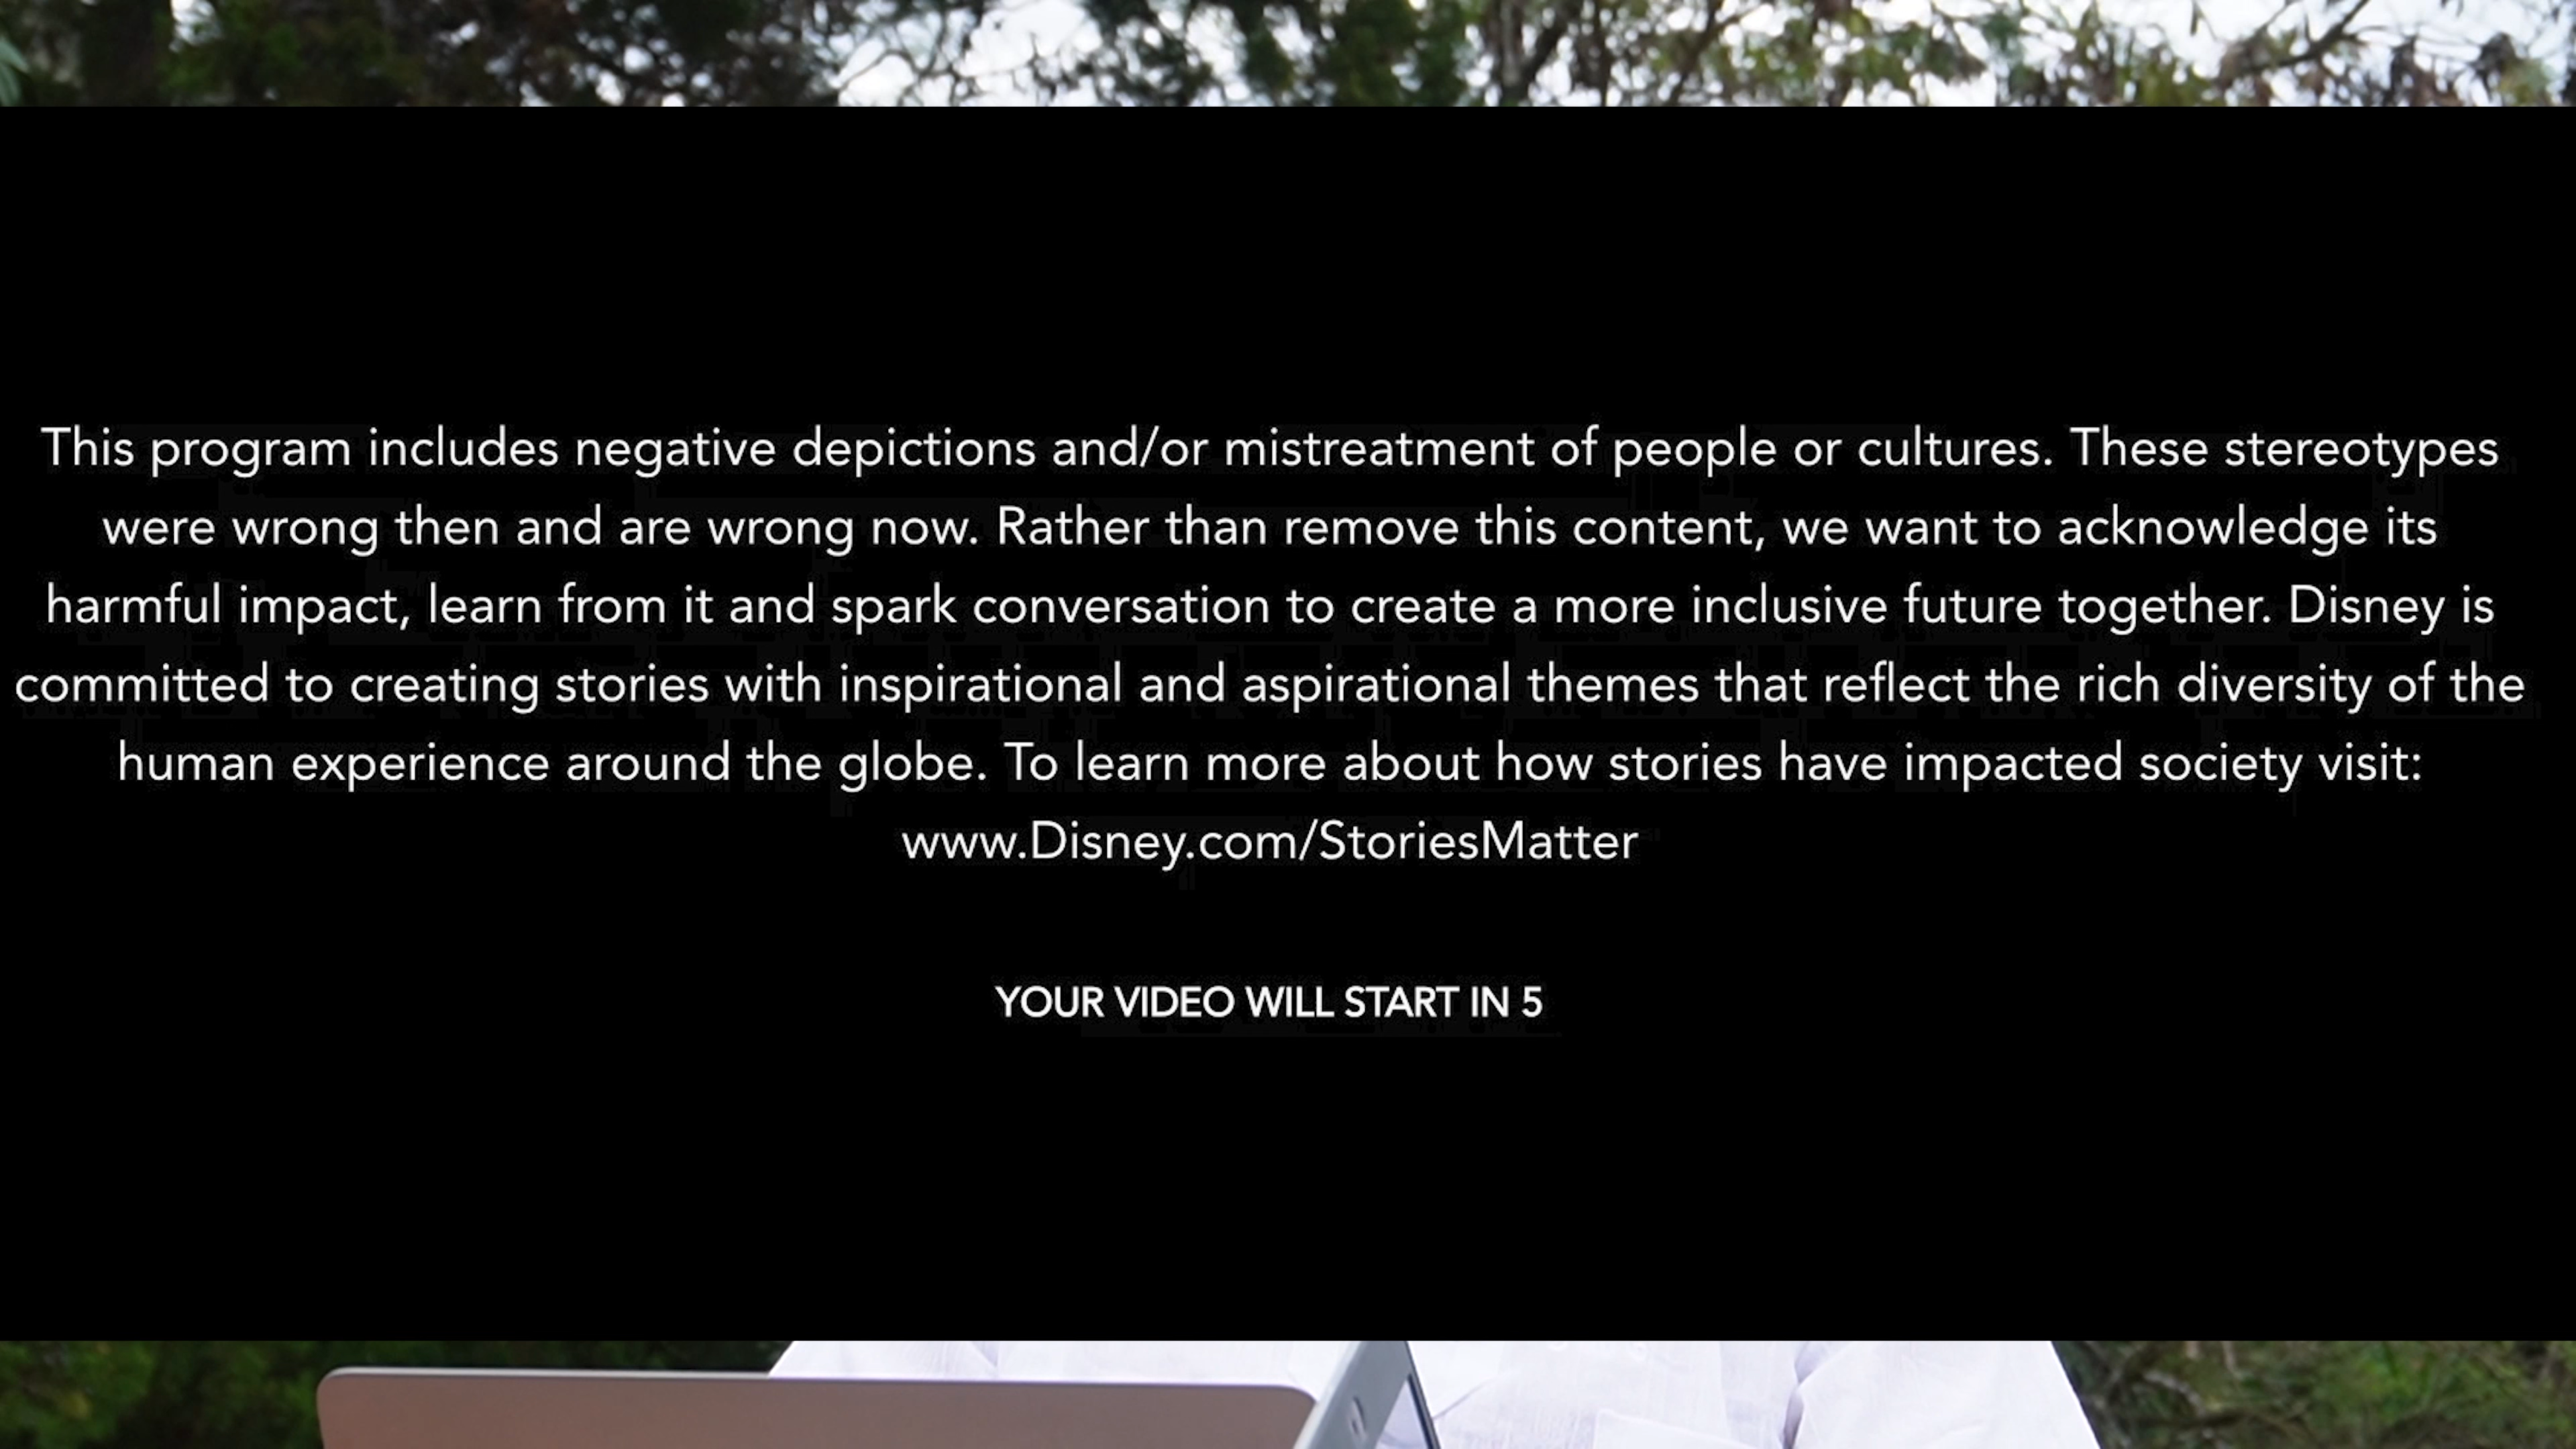 This program includes negative depictions and/or mistreatment of people or cultures. These stereotypes
were wrong then and are wrong now. Rather than remove this content, we want to acknowledge its
harmful impact, learn from it and spark conversation to create a more inclusive future together. Disney is
committed to creating stories with inspirational and aspirational themes that reflect the rich diversity of the
human experience around the globe. To learn more about how stories have impacted society visit:
www.Disney.com/StoriesMatter
YOUR VIDEO WILL START IN 5